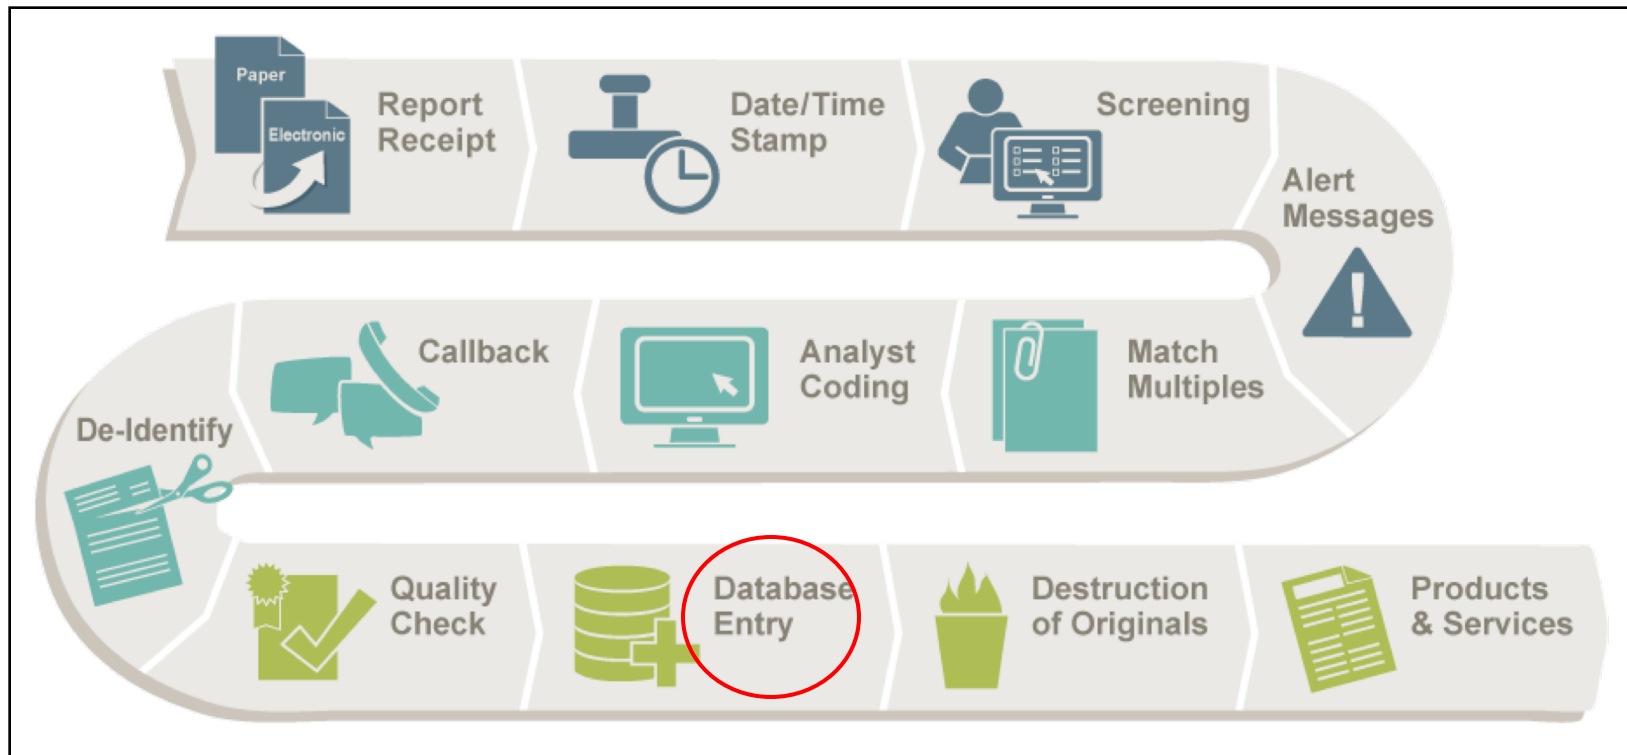 Paper
Electronic
Report
Receipt
Date/Time
Stamp
Screening
Alert
Messages
Match
Multiples
Analyst
Coding
Callback
De-Identify
Quality
Check
Database
Entry
Destruction
of Originals
Products
& Services